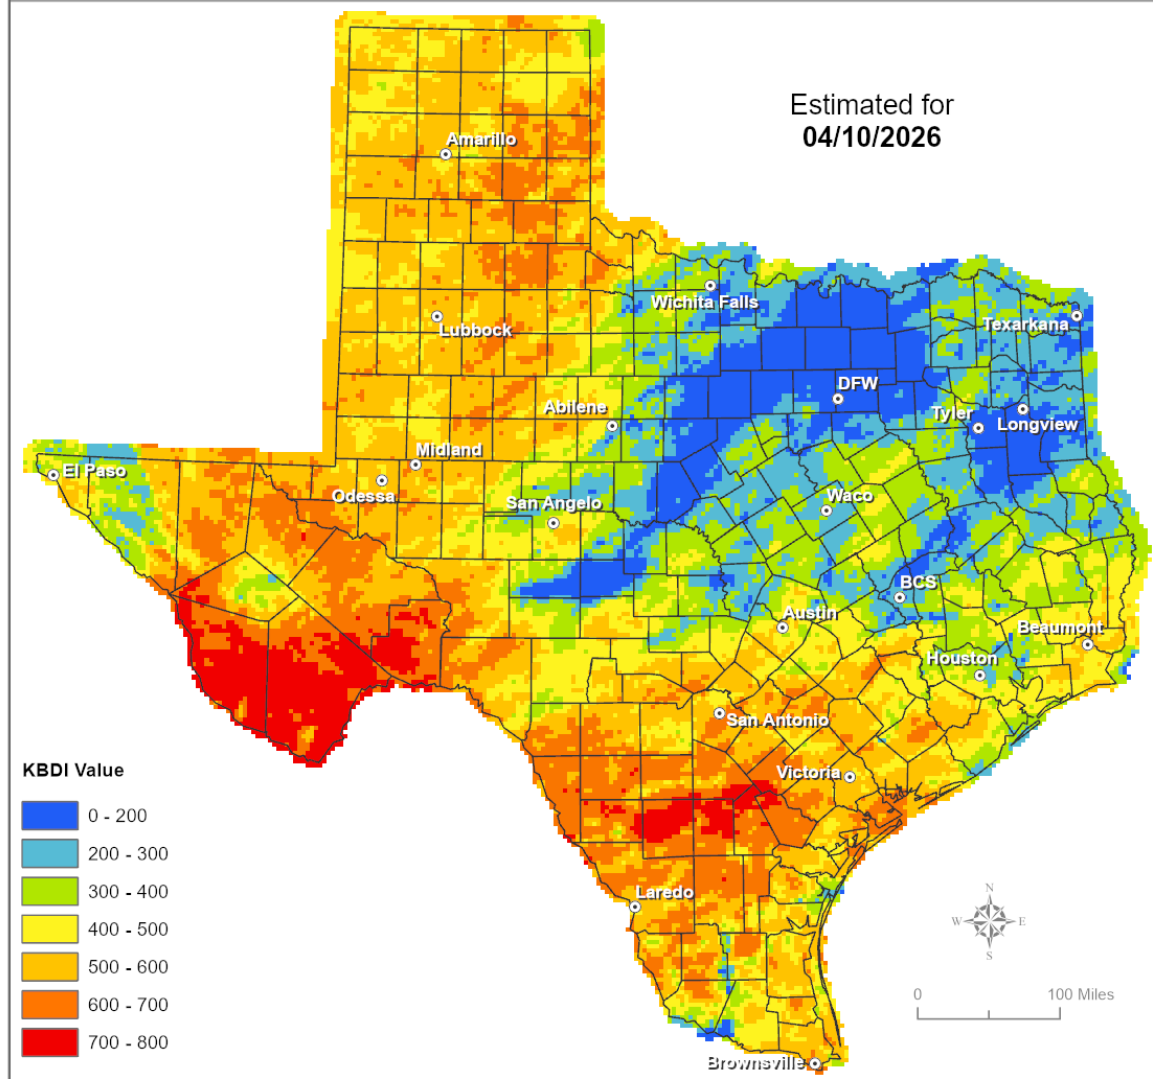 Estimated for
04/10/2026
Amarillo
Wichita Falls
Lubbock
Texarkana
DFW
Abilene
Tyler
Longview
Midland
El Paso
Odessa
San Angelo
Waco
BCS
Austin
Beaumont
Houston
San Antonio
Victoria
Laredo
Brownsville
KBDI Value
0 - 200
200 - 300
300 - 400
400 - 500
500 - 600
600 - 700
700 - 800
N
W E
S
0 100 Miles